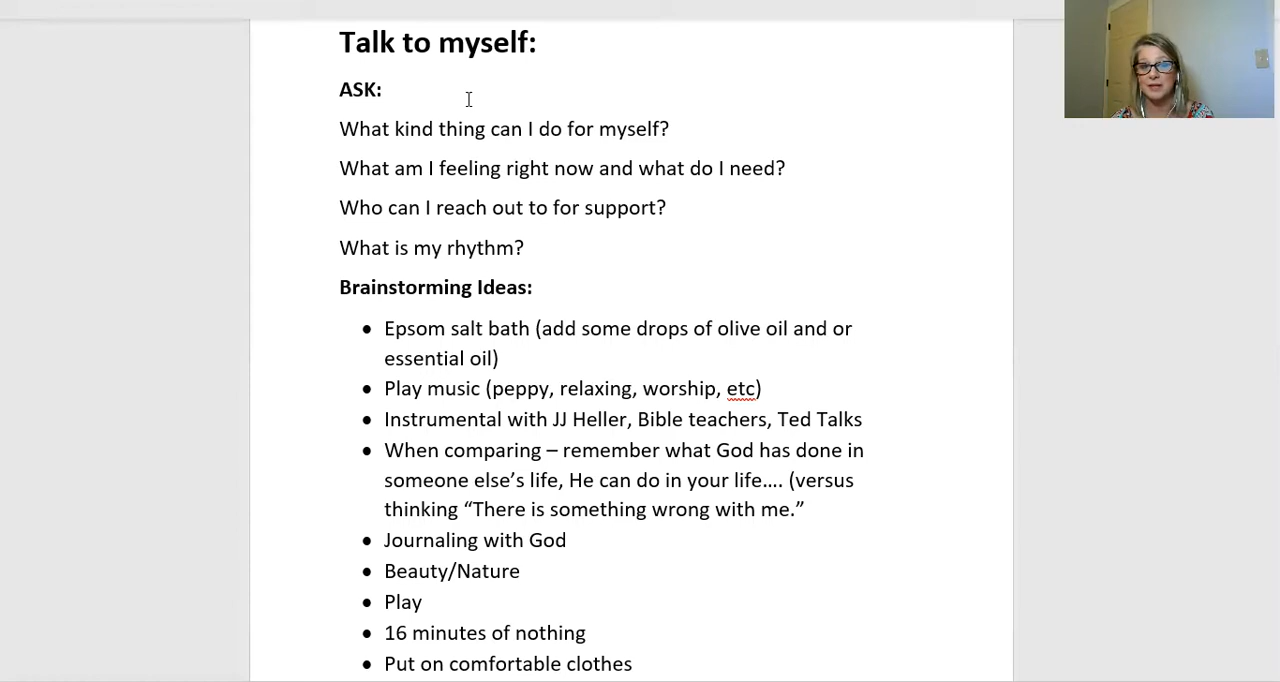 Talk to myself:
ASK:
What kind thing can I do for myself?
What am I feeling right now and what do I need?
Who can I reach out to for support?
What is my rhythm?
Brainstorming Ideas:
• Epsom salt bath (add some drops of olive oil and or
essential oil)
• Play music (peppy, relaxing, worship, etc)
• Instrumental with JJ Heller, Bible teachers, Ted Talks
• When comparing – remember what God has done in
someone else’s life, He can do in your life…. (versus
thinking “There is something wrong with me.”
• Journaling with God
• Beauty/Nature
• Play
• 16 minutes of nothing
• Put on comfortable clothes